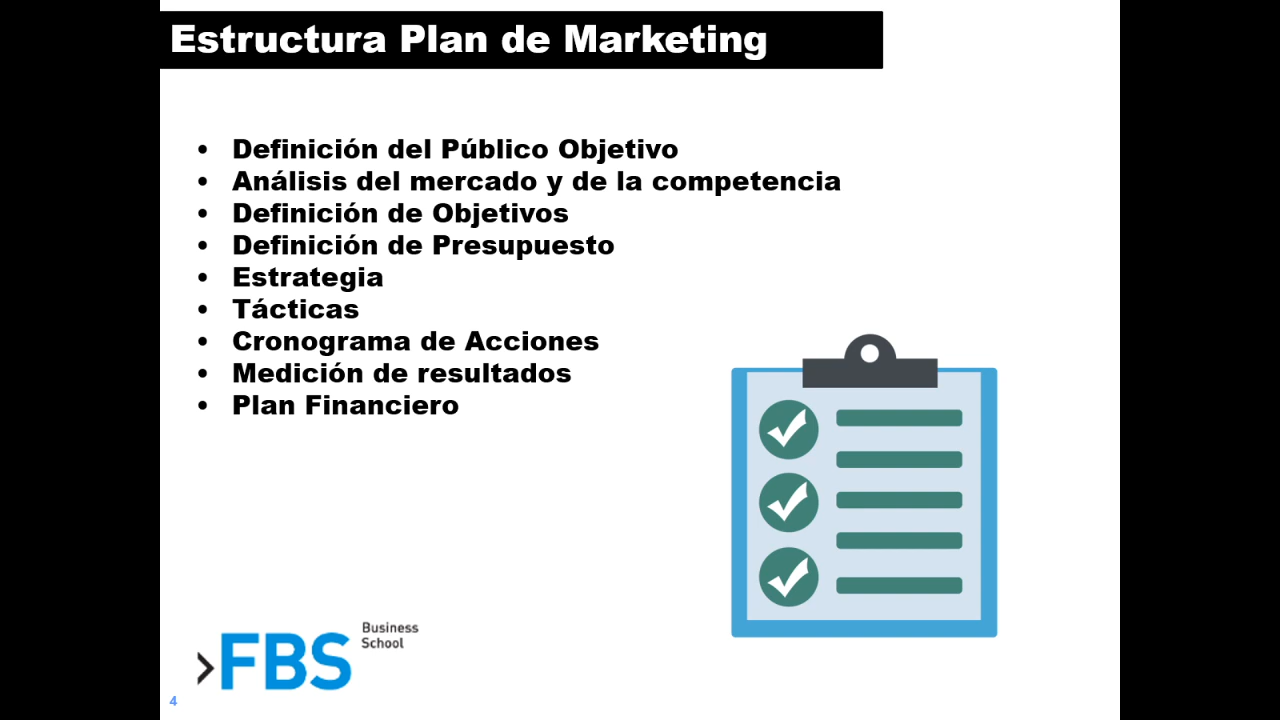 Estructura Plan de Marketing
• Definición del Público Objetivo
• Análisis del mercado y de la competencia
• Definición de Objetivos
• Definición de Presupuesto
• Estrategia
• Tácticas
• Cronograma de Acciones
• Medición de resultados
• Plan Financiero
Business
School
>FBS
4